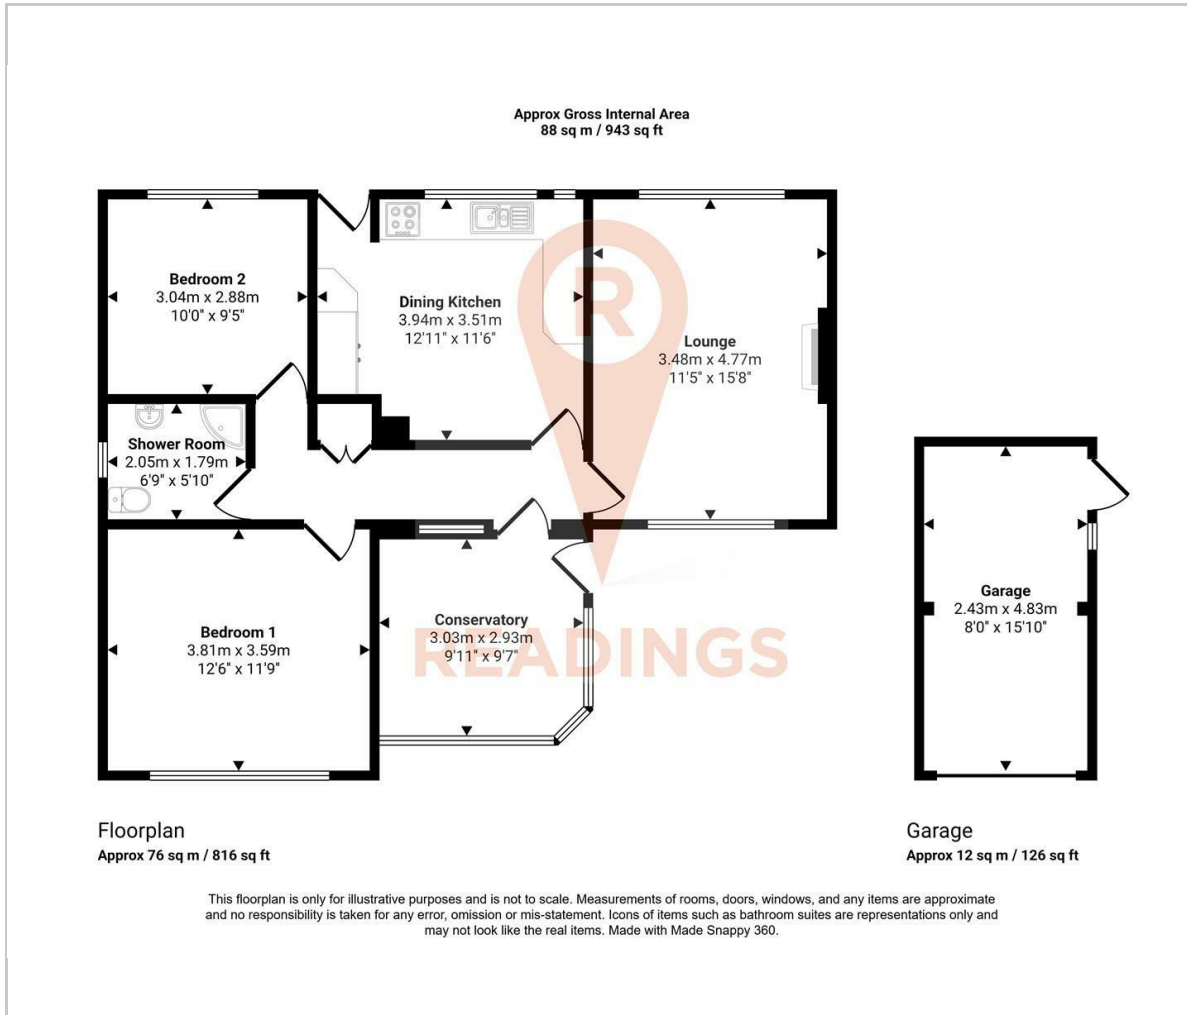 Approx Gross Internal Area
88 sq m / 943 sq ft
Bedroom 2
3.04m x 2.88m
10'0" x 9'5"
Dining Kitchen
3.94m x 3.51m
12'11" x 11'6"
R
Lounge
3.48m x 4.77m
11'5" x 15'8"
Shower Room
2.05m x 1.79m
6'9" x 5'10"
Bedroom 1
3.81m x 3.59m
12'6" x 11'9"
Conservatory
3.03m x 2.93m
9'11" x 9'7"
READINGS
Garage
2.43m x 4.83m
8'0" x 15'10"
Floorplan
Approx 76 sq m / 816 sq ft
Garage
Approx 12 sq m / 126 sq ft
This floorplan is only for illustrative purposes and is not to scale. Measurements of rooms, doors, windows, and any items are approximate
and no responsibility is taken for any error, omission or mis-statement. Icons of items such as bathroom suites are representations only and
may not look like the real items. Made with Made Snappy 360.